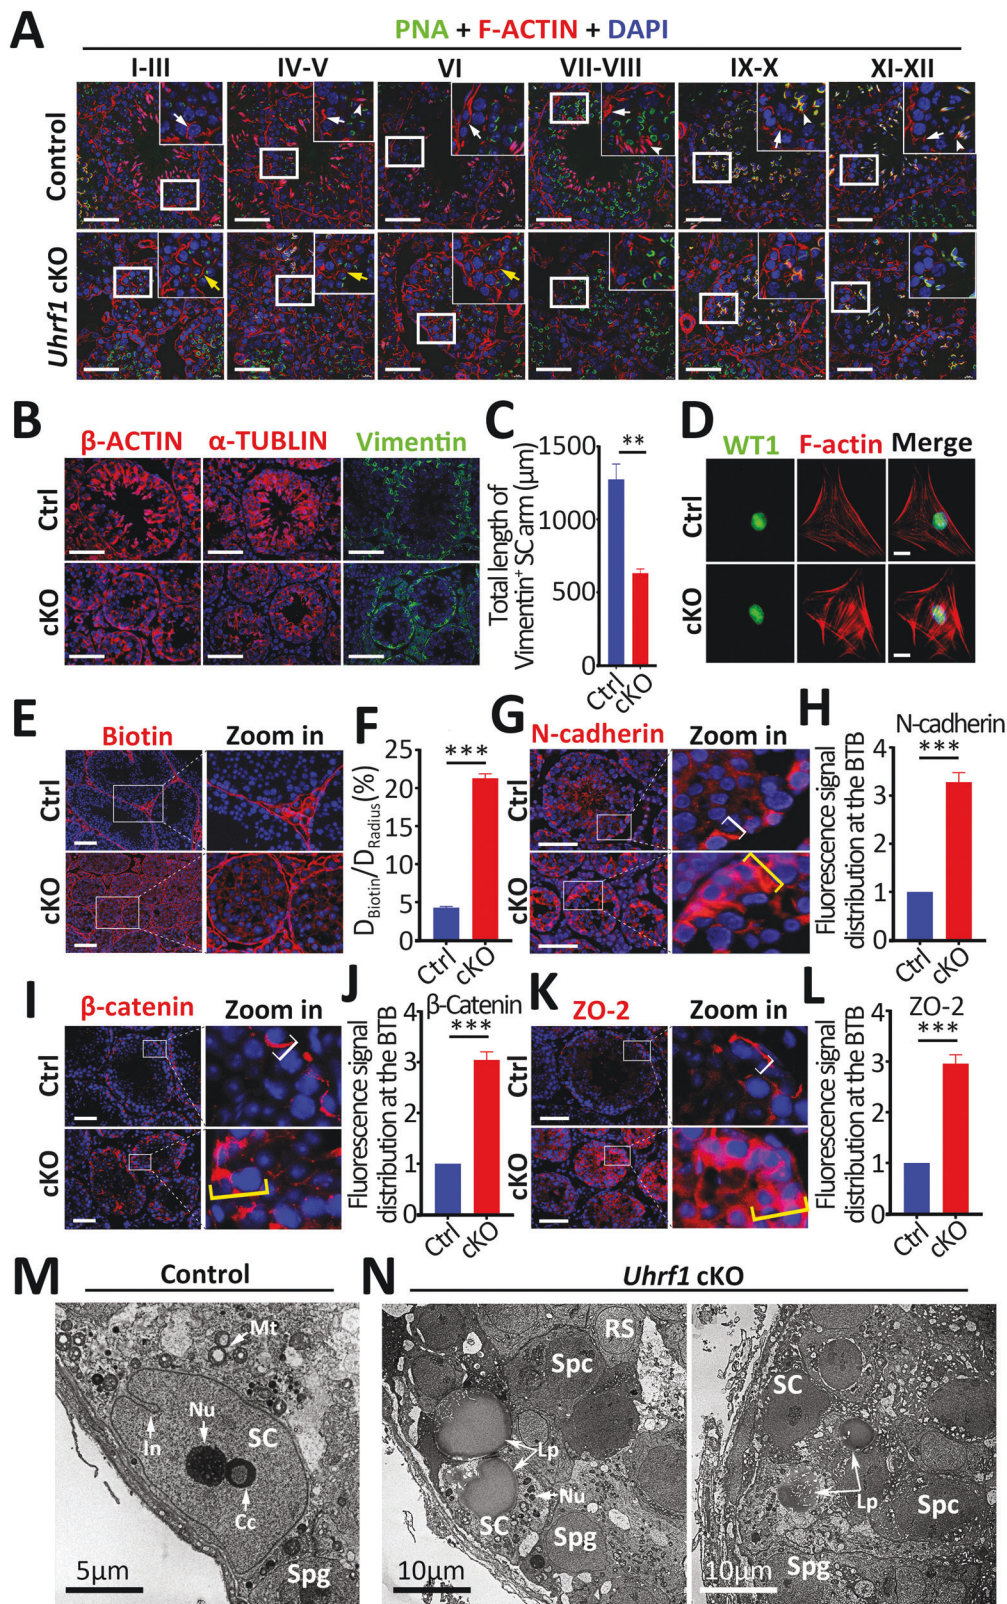 A
PNA + F-ACTIN + DAPI
I-III IV-V VI VII-VIII IX-X XI-XII
Control
Uhrf1 cKO
B
β-ACTIN α-TUBLIN Vimentin
Ctrl
cKO
C
Total length of
Vimentin⁺ SC arm (μm)
1500
1000
500
0
**
Ctrl
cKO
D
WT1 F-actin Merge
Ctrl
cKO
E
Biotin Zoom in
Ctrl
cKO
F
D_Biotin/D_Radius (%)
25
20
15
10
5
0
***
Ctrl
cKO
G
N-cadherin Zoom in
Ctrl
cKO
H
N-cadherin
Fluorescence signal
distribution at the BTB
4
3
2
1
0
***
Ctrl
cKO
I
β-catenin Zoom in
Ctrl
cKO
J
β-Catenin
Fluorescence signal
distribution at the BTB
4
3
2
1
0
***
Ctrl
cKO
K
ZO-2 Zoom in
Ctrl
cKO
L
ZO-2
Fluorescence signal
distribution at the BTB
4
3
2
1
0
***
Ctrl
cKO
M
Control
Mt
Nu
In
SC
Cc
Spg
5μm
N
Uhrf1 cKO
RS
Spc
Lp
Nu
SC
Spg
10μm
SC
Lp
Spc
Spg
10μm